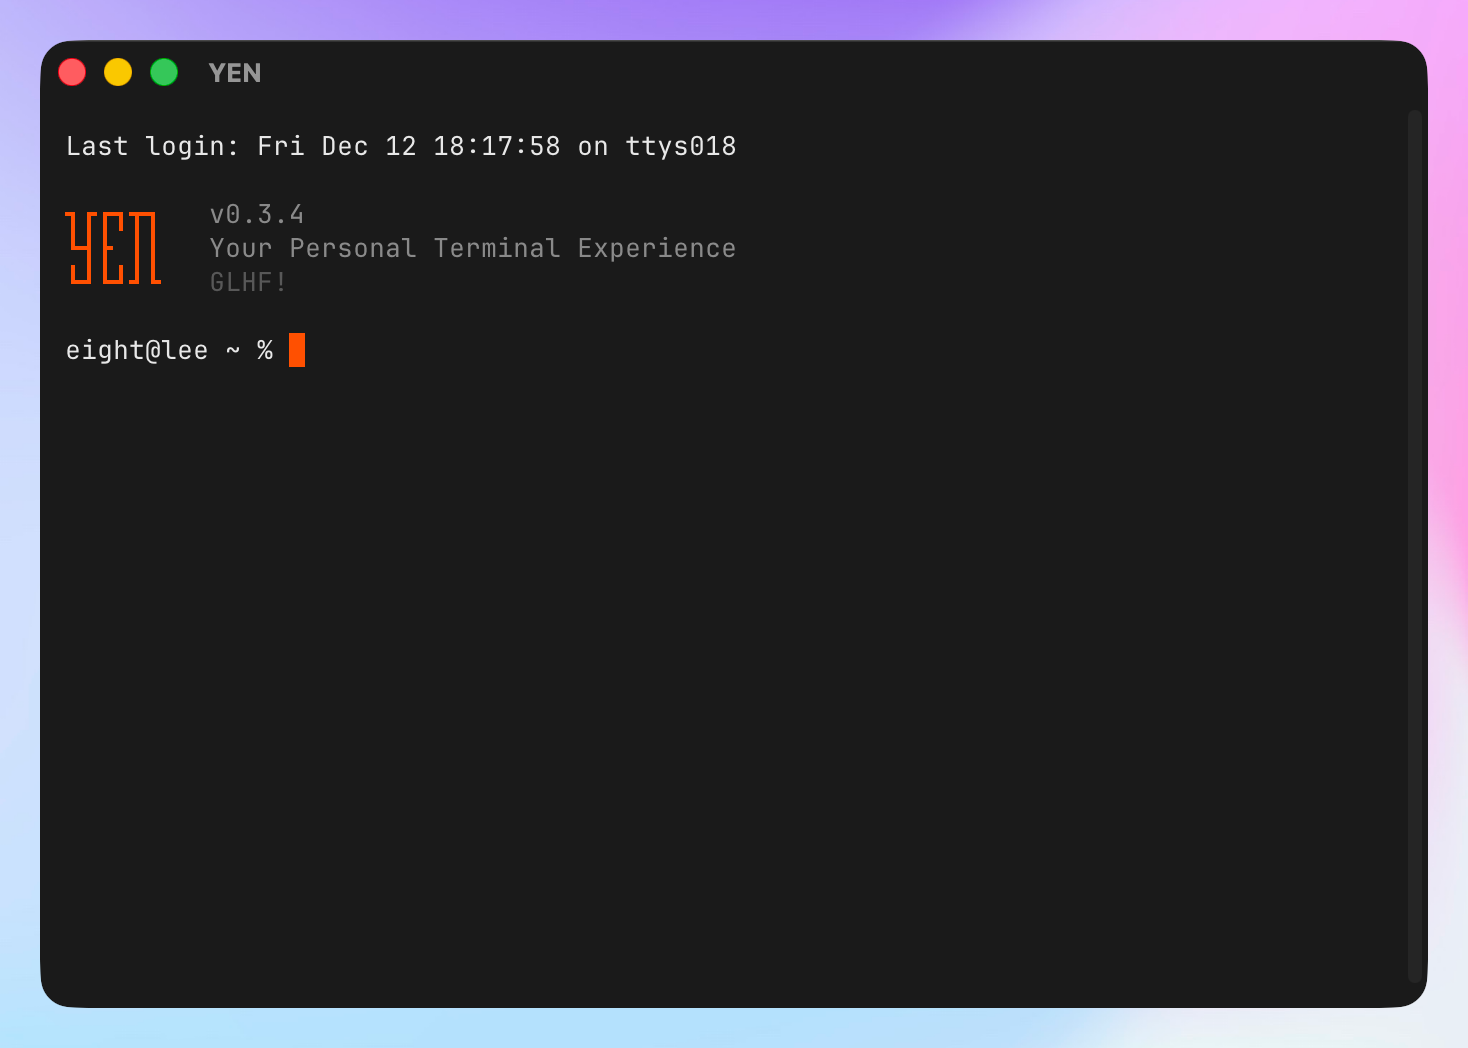 YEN
Last login: Fri Dec 12 18:17:58 on ttys018
YEN
v0.3.4
Your Personal Terminal Experience
GLHF!
eight@lee ~ %